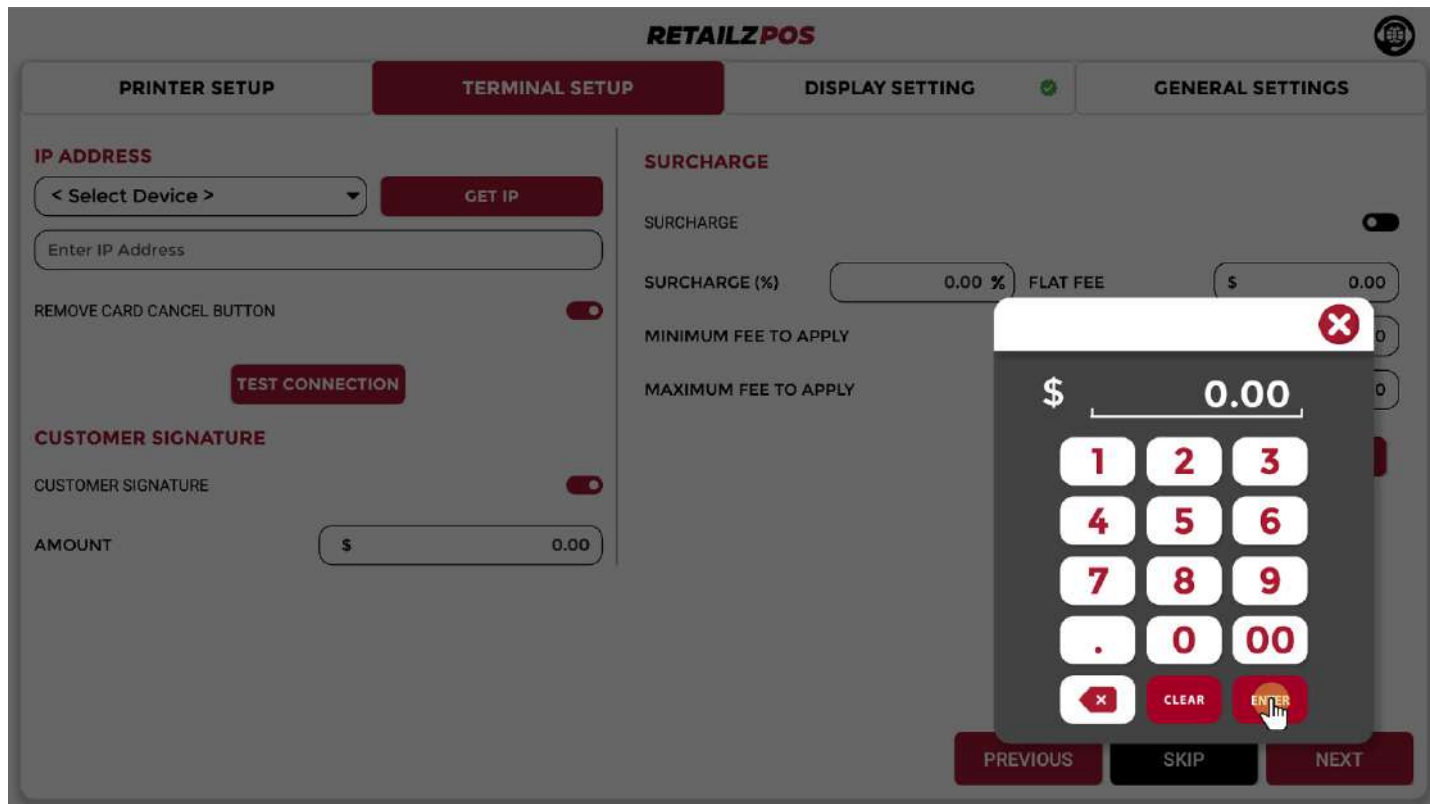 RETAILZPOS
PRINTER SETUP
TERMINAL SETUP
DISPLAY SETTING
GENERAL SETTINGS
IP ADDRESS
< Select Device >
GET IP
Enter IP Address
REMOVE CARD CANCEL BUTTON
TEST CONNECTION
CUSTOMER SIGNATURE
CUSTOMER SIGNATURE
AMOUNT $ 0.00
SURCHARGE
SURCHARGE
SURCHARGE (%) 0.00 % FLAT FEE $ 0.00
MINIMUM FEE TO APPLY 0
MAXIMUM FEE TO APPLY 0
$ 0.00
1 2 3
4 5 6
7 8 9
. 0 00
CLEAR ENTER
PREVIOUS SKIP NEXT